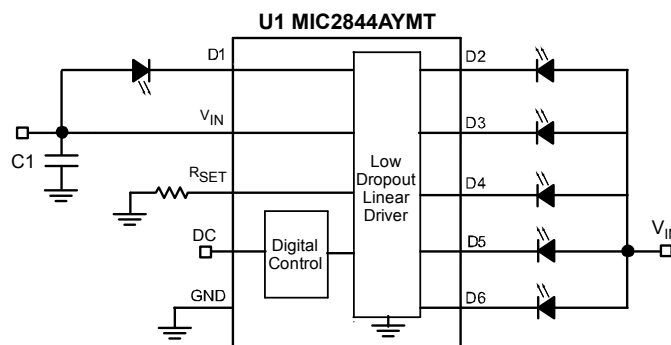 U1 MIC2844AYMT
D1
VIN
C1
RSET
DC
GND
Digital
Control
Low
Dropout
Linear
Driver
D2
D3
D4
D5
D6